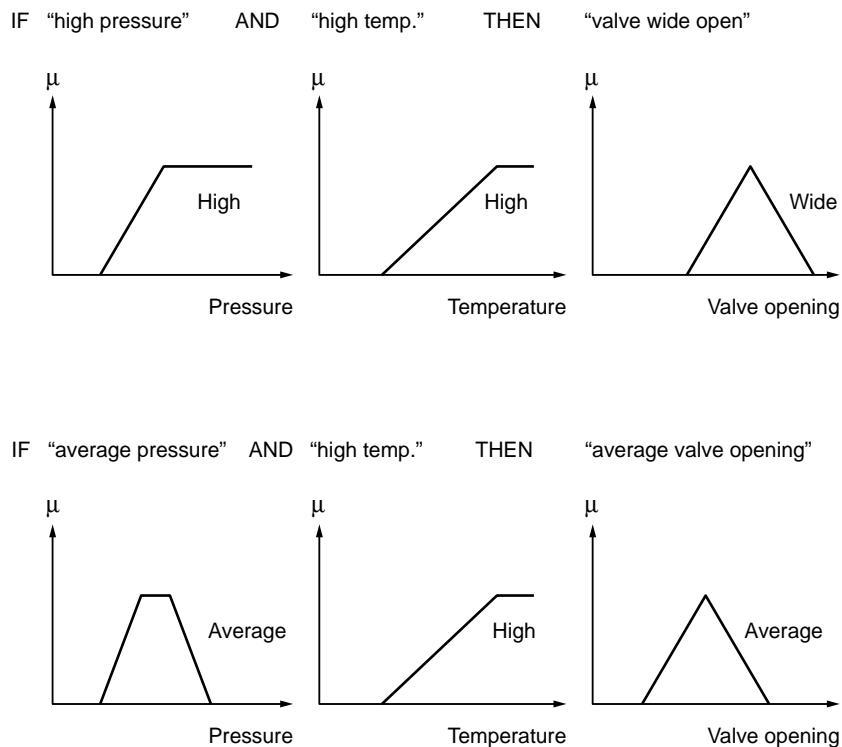 IF “high pressure” AND “high temp.” THEN “valve wide open”
μ μ μ
High High Wide
Pressure Temperature Valve opening
IF “average pressure” AND “high temp.” THEN “average valve opening”
μ μ μ
Average High Average
Pressure Temperature Valve opening